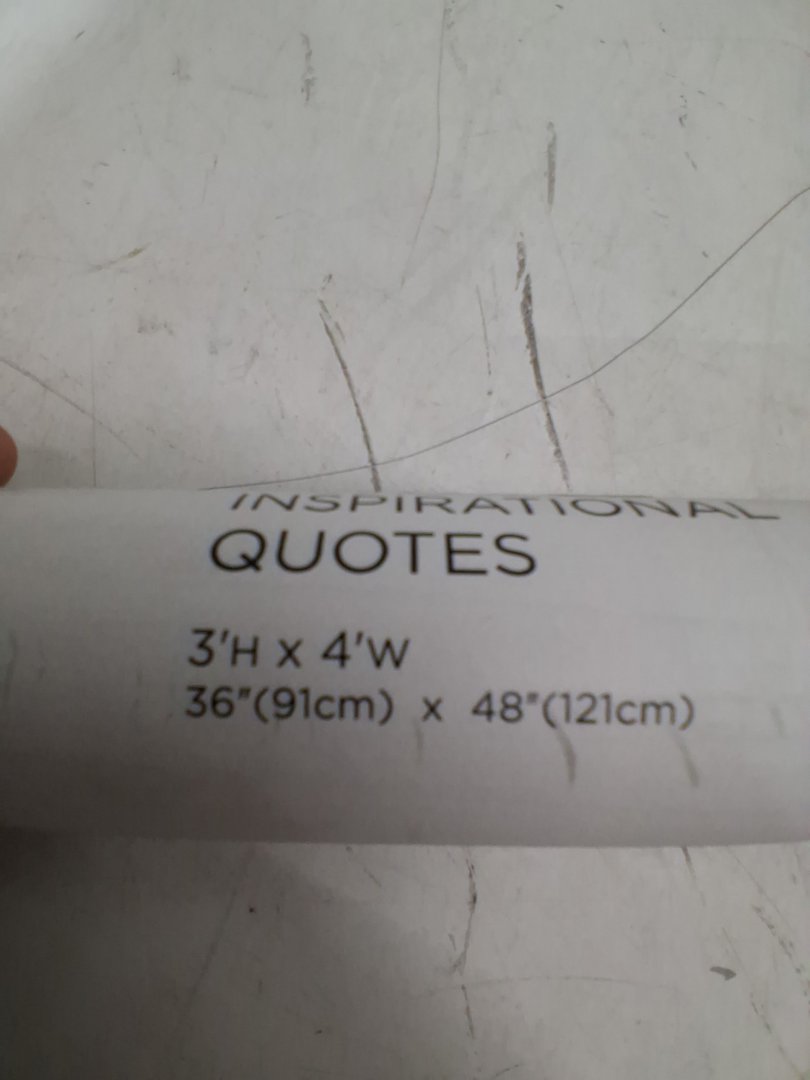 INSPIRATIONAL
QUOTES
3'H x 4'W
36"(91cm) x 48"(121cm)